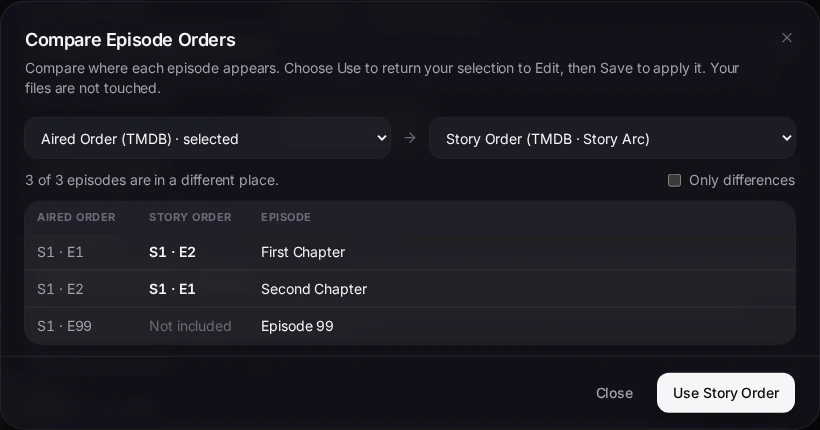 Compare Episode Orders
Compare where each episode appears. Choose Use to return your selection to Edit, then Save to apply it. Your
files are not touched.
Aired Order (TMDB) · selected → Story Order (TMDB · Story Arc)
3 of 3 episodes are in a different place. Only differences
AIRED ORDER STORY ORDER EPISODE
S1 · E1 S1 · E2 First Chapter
S1 · E2 S1 · E1 Second Chapter
S1 · E99 Not included Episode 99
Close Use Story Order